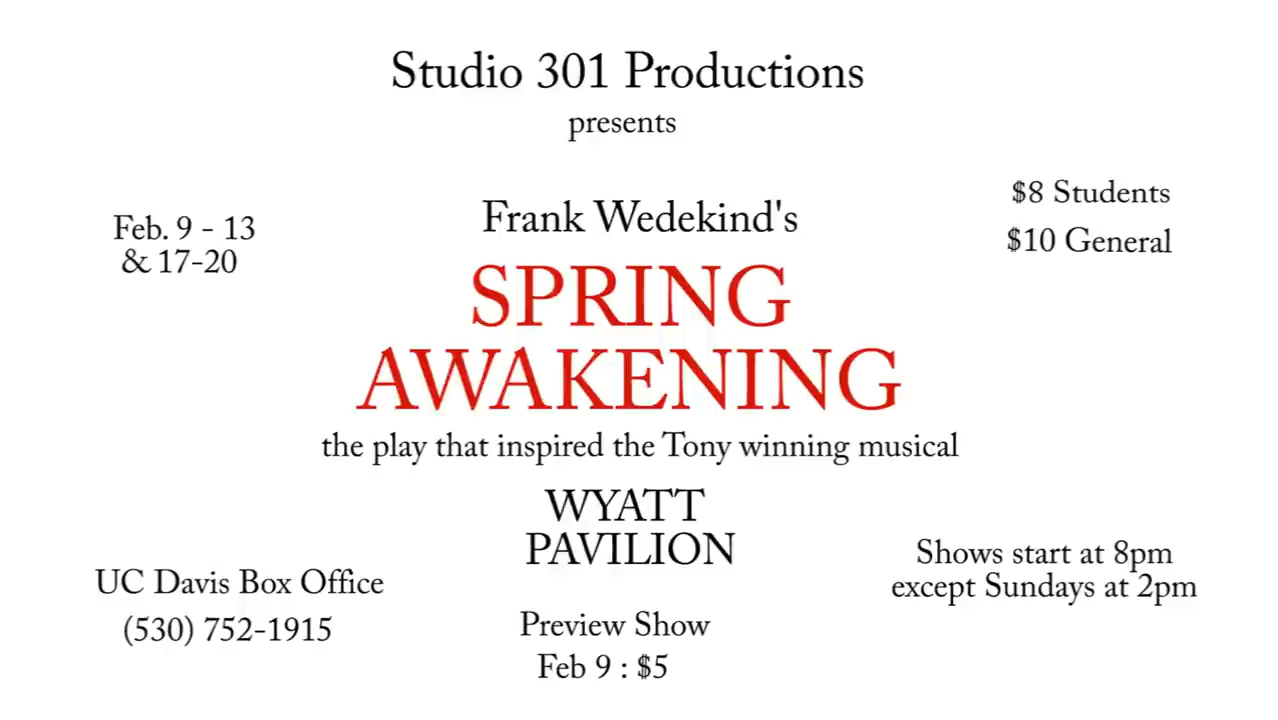 Studio 301 Productions
presents
Feb. 9 - 13
& 17-20
Frank Wedekind's
$8 Students
$10 General
SPRING
AWAKENING
the play that inspired the Tony winning musical
WYATT
PAVILION
UC Davis Box Office
(530) 752-1915
Preview Show
Feb 9 : $5
Shows start at 8pm
except Sundays at 2pm